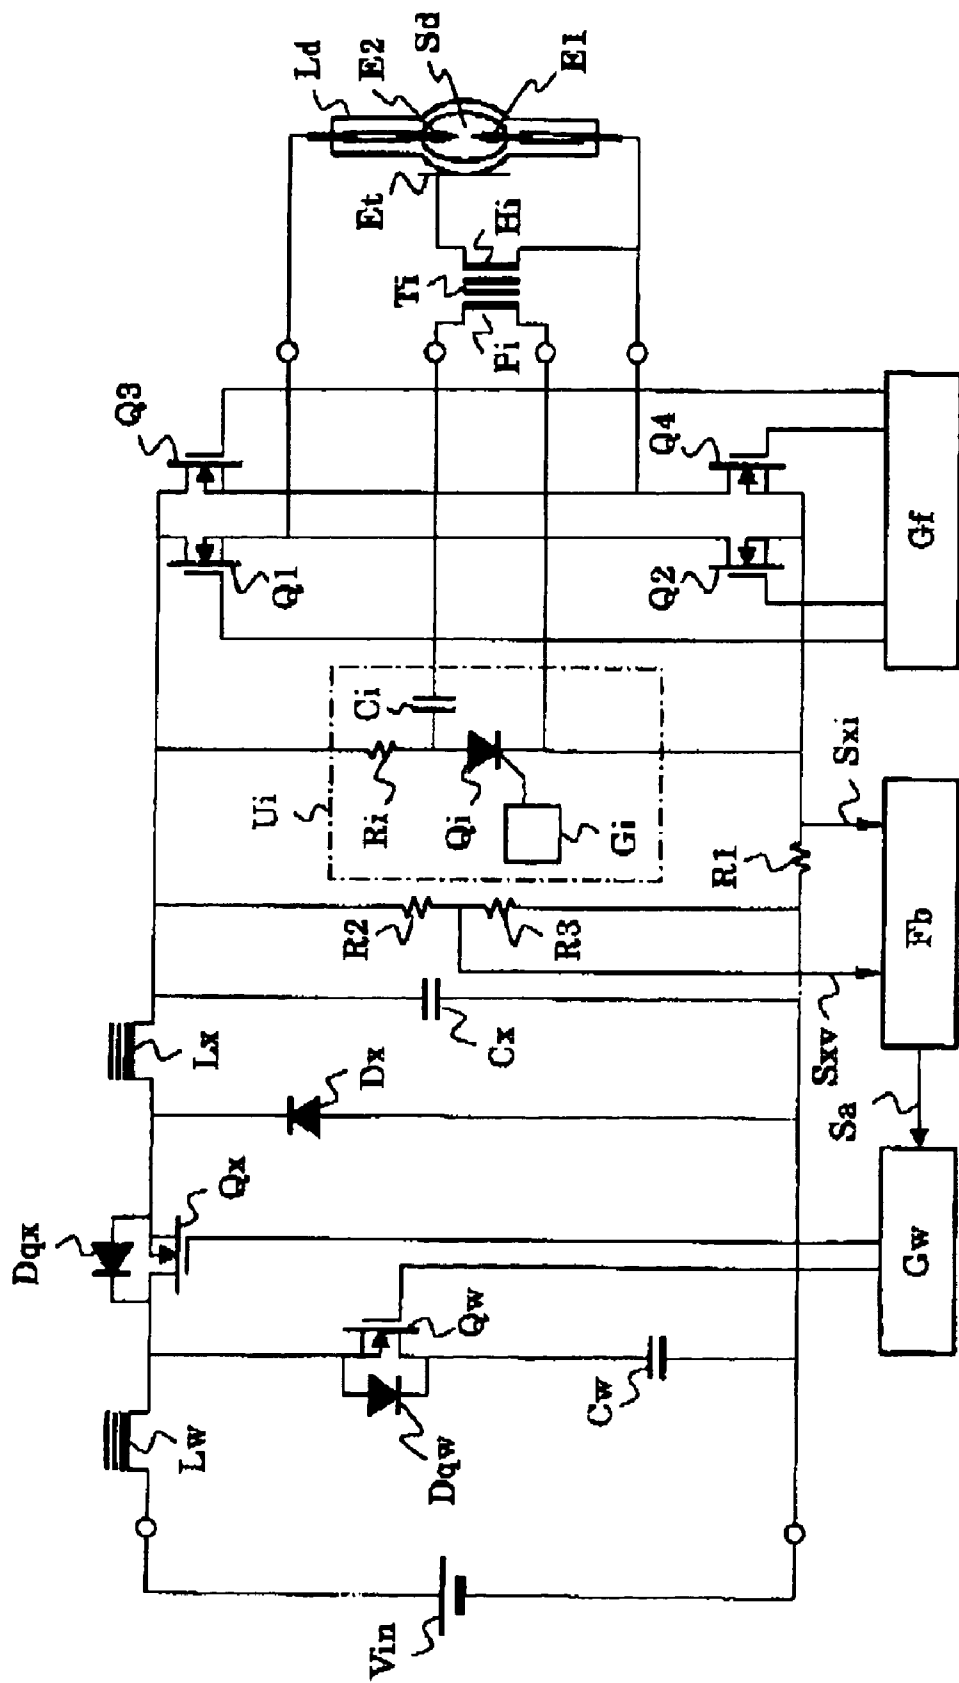 Vin
Lw
Dqw
Qw
Cw
Dqx
Qx
Dx
Lx
Cx
R2
R3
Ui
Ri
Qi
Gi
Ci
R1
Q1
Q2
Q3
Q4
Pi
Ti
Hi
Et
Ld
E2
Sd
E1
Gw
Sa
Fb
Sxv
Sxi
Gf